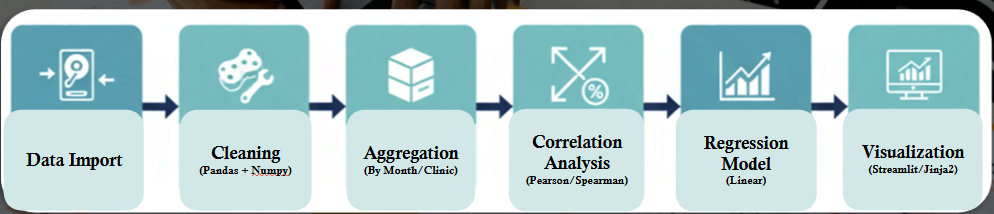 Data Import
Cleaning
(Pandas + Numpy)
Aggregation
(By Month/Clinic)
Correlation
Analysis
(Pearson/Spearman)
%
Regression
Model
(Linear)
Visualization
(Streamlit/Jinja2)